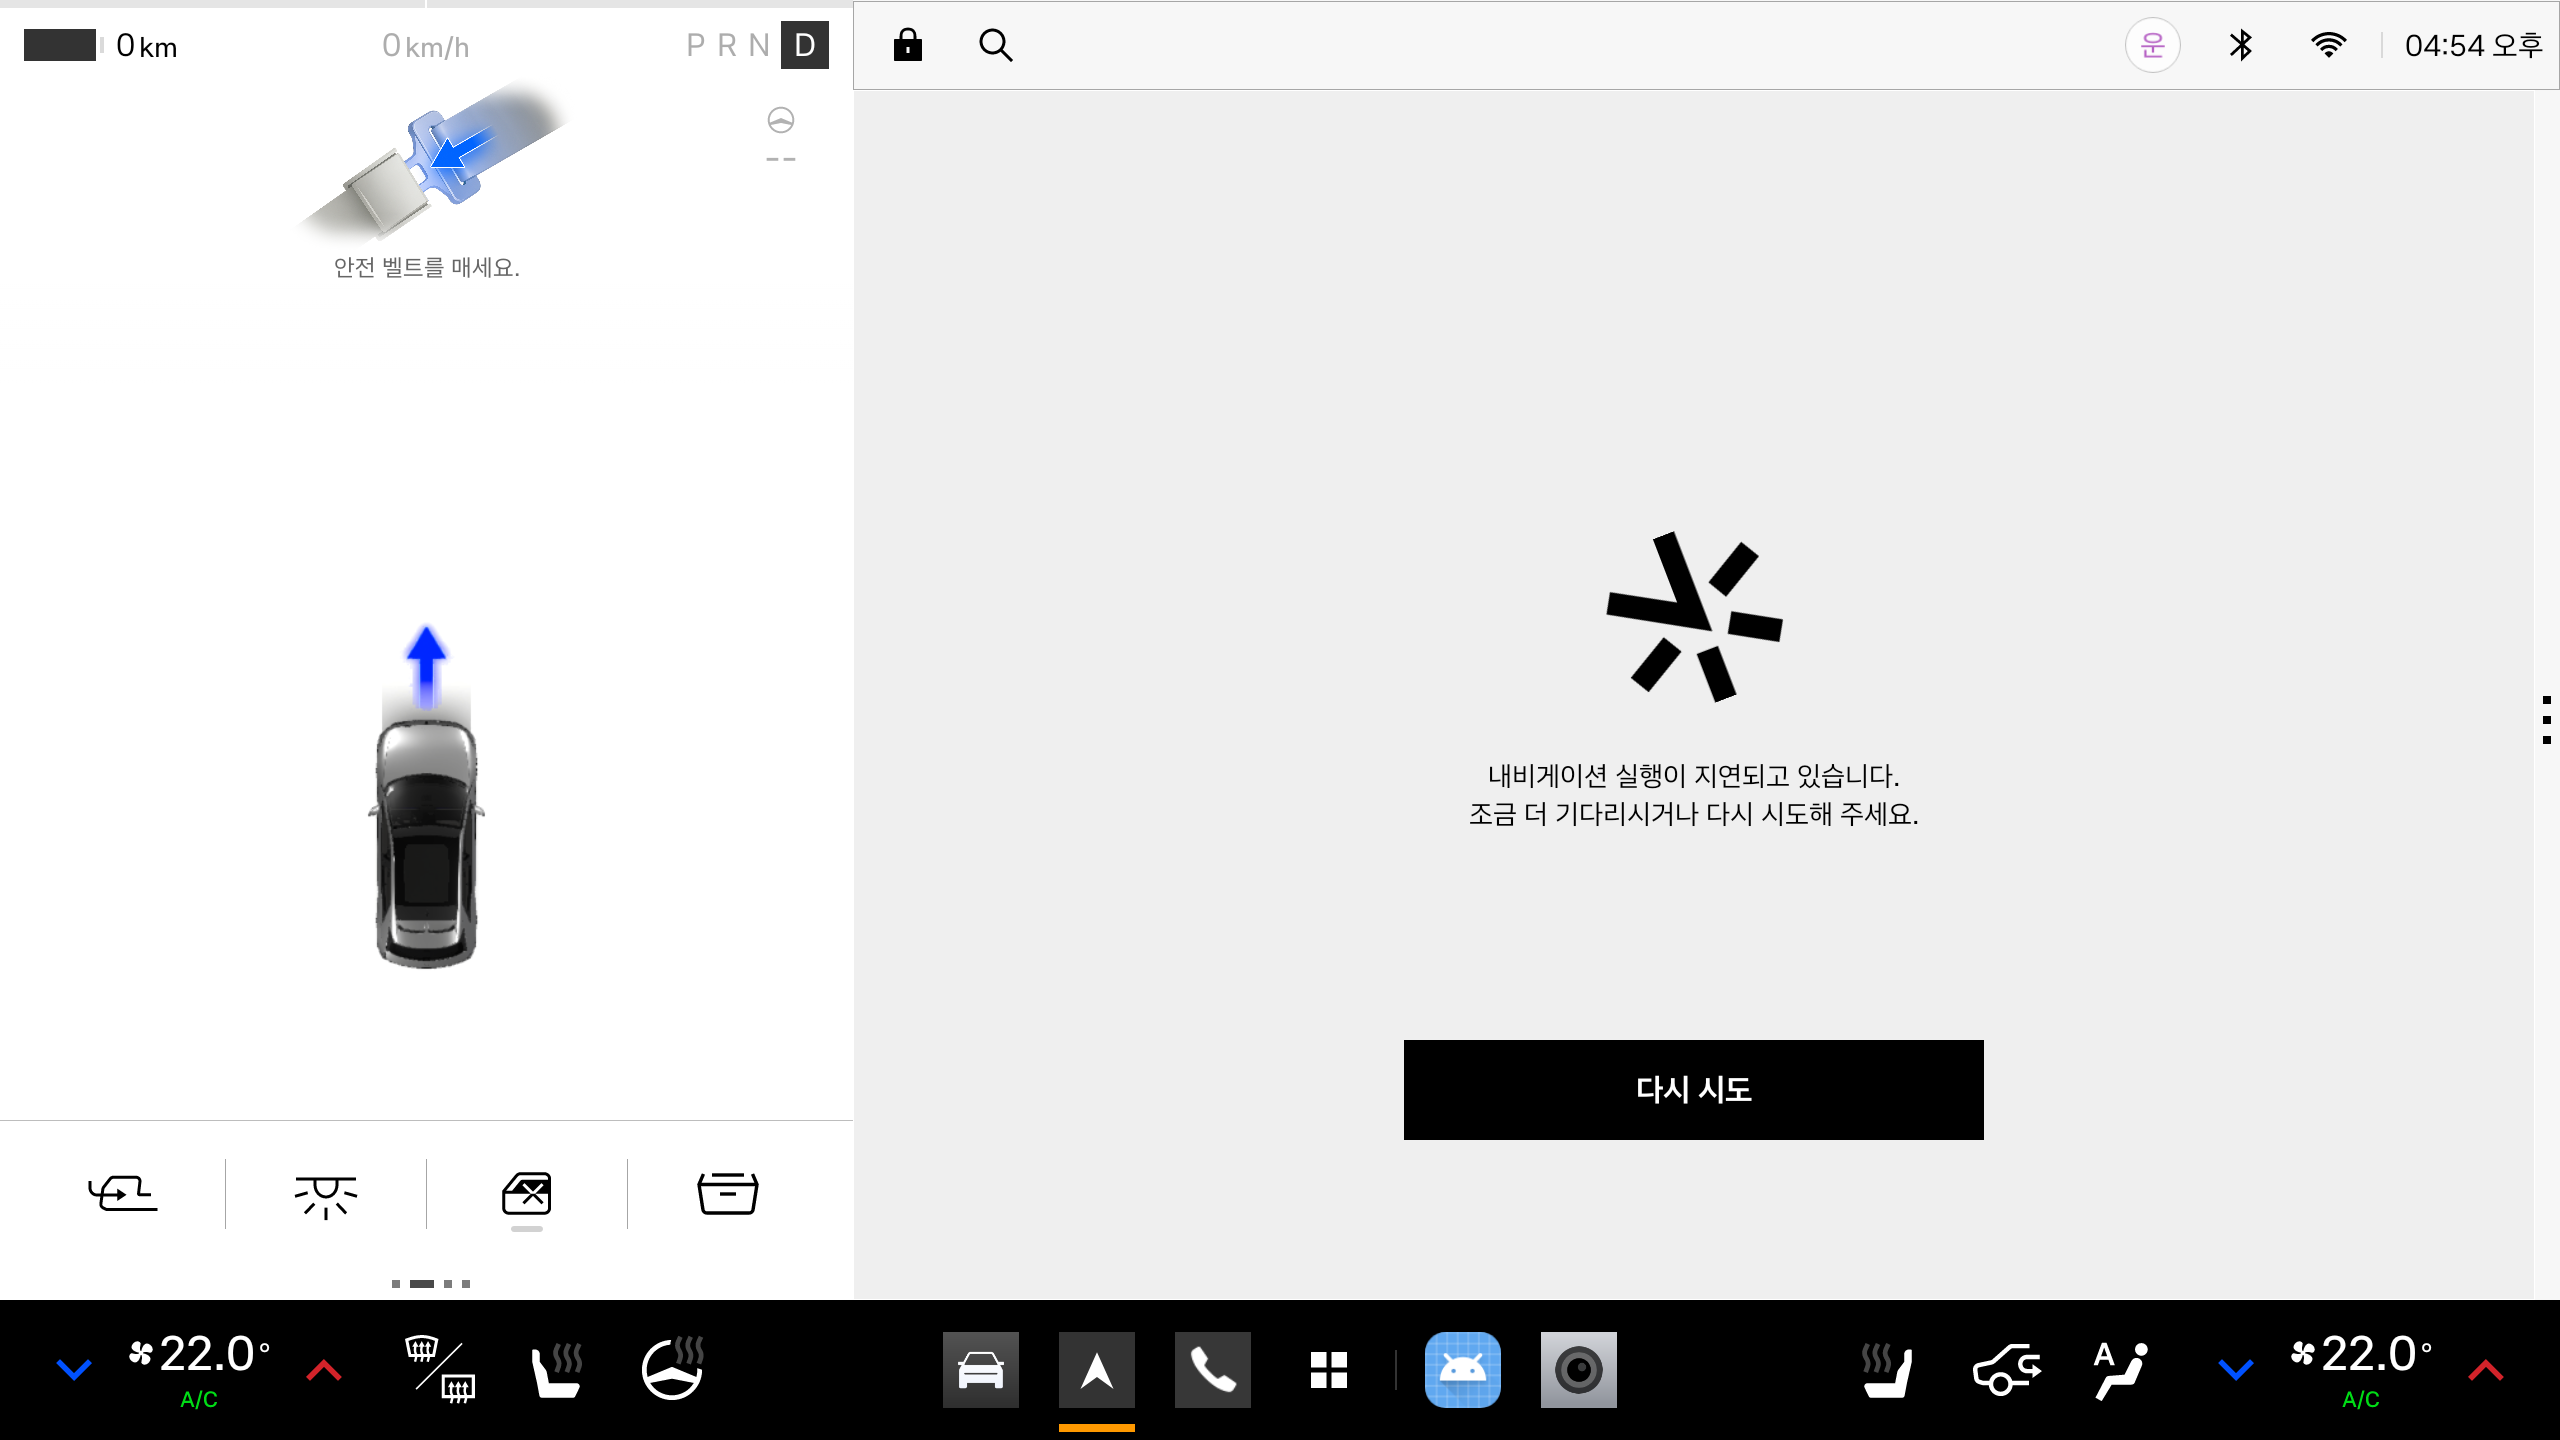 0 km
0 km/h
P R N D
운
04:54 오후
안전 벨트를 매세요.
내비게이션 실행이 지연되고 있습니다.
조금 더 기다리시거나 다시 시도해 주세요.
다시 시도
22.0°
A/C
A
22.0°
A/C